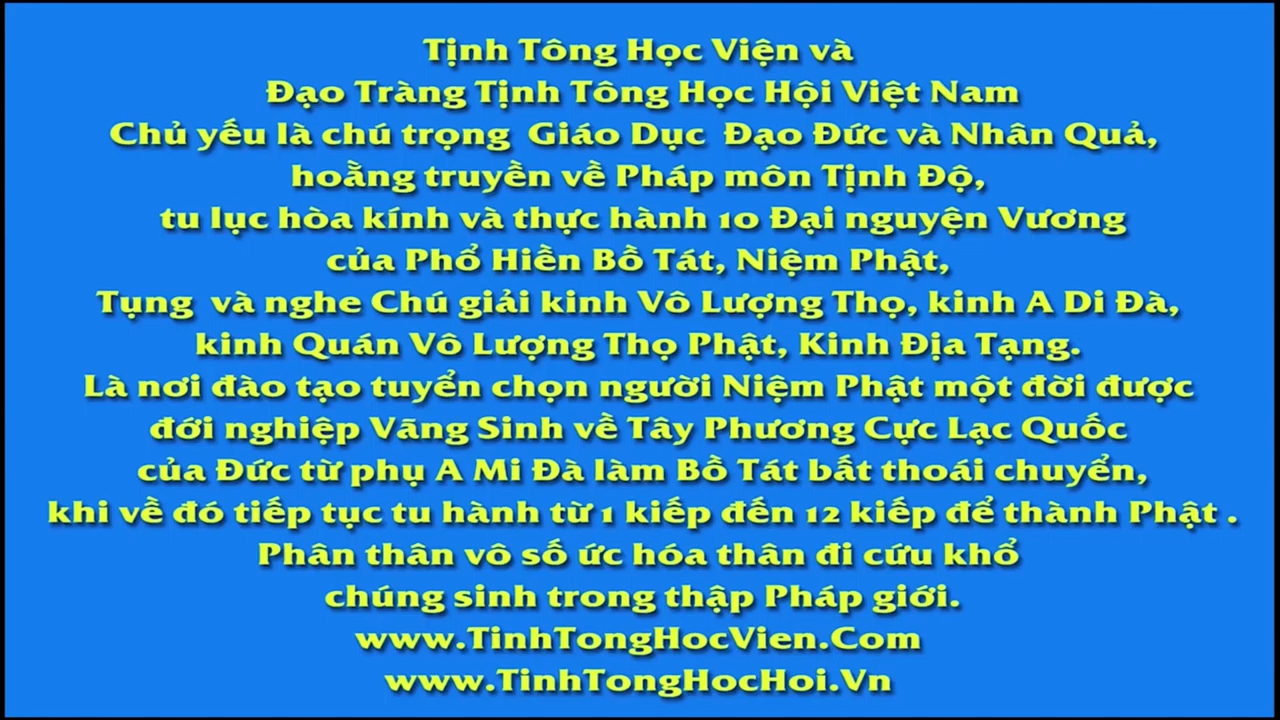 Tịnh Tông Học Viện và
Đạo Tràng Tịnh Tông Học Hội Việt Nam
Chủ yếu là chú trọng  Giáo Dục  Đạo Đức và Nhân Quả,
hoằng truyền về Pháp môn Tịnh Độ,
tu lục hòa kính và thực hành 10 Đại nguyện Vương
của Phổ Hiền Bồ Tát, Niệm Phật,
Tụng  và nghe Chú giải kinh Vô Lượng Thọ, kinh A Di Đà,
kinh Quán Vô Lượng Thọ Phật, Kinh Địa Tạng.
Là nơi đào tạo tuyển chọn người Niệm Phật một đời được
đới nghiệp Vãng Sinh về Tây Phương Cực Lạc Quốc
của Đức từ phụ A Mi Đà làm Bồ Tát bất thoái chuyển,
khi về đó tiếp tục tu hành từ 1 kiếp đến 12 kiếp để thành Phật .
Phân thân vô số ức hóa thân đi cứu khổ
chúng sinh trong thập Pháp giới.
www.TinhTongHocVien.Com
www.TinhTongHocHoi.Vn